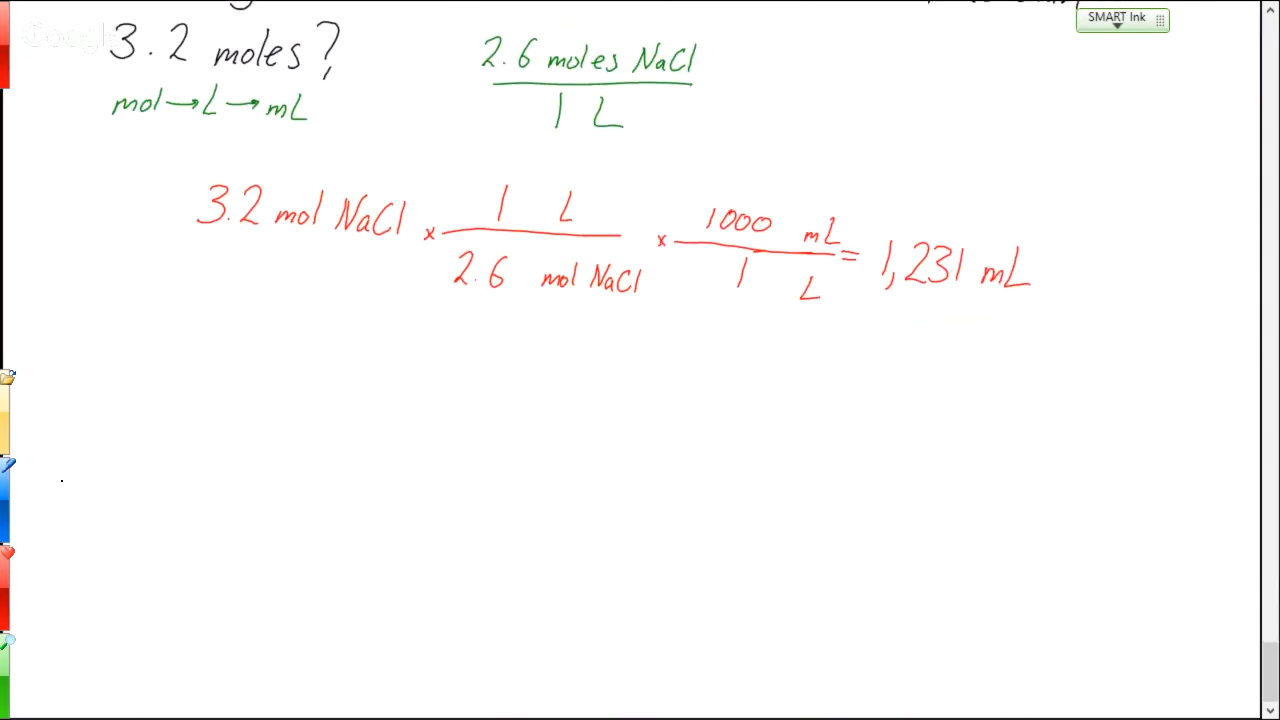 SMART Ink
Google
3.2 moles?
mol → L → mL
2.6 moles NaCl
1 L
3.2 mol NaCl × 1 L / 2.6 mol NaCl × 1000 mL / 1 L = 1,231 mL